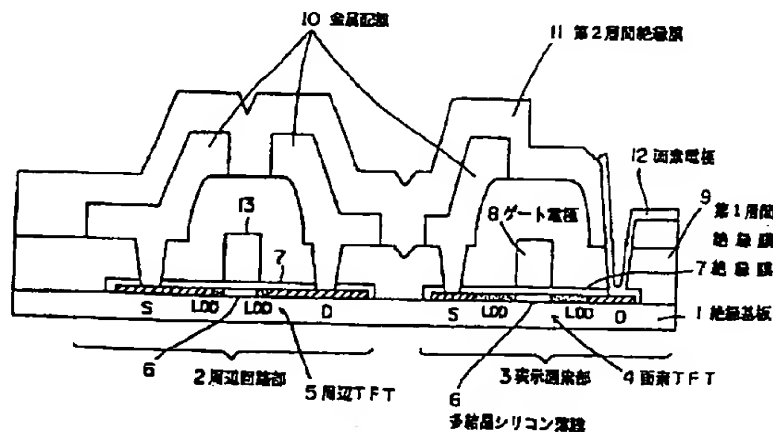 10 金属配線
11 第2層間絶縁膜
12 画素電極
13
8 ゲート電極
9 第1層間
絶縁膜
7
7 絶縁膜
S LDD LDD D
S LDD LDD D
1 絶縁基板
6
2 周辺回路部
5 周辺TFT
3 表示画素部
4 画素TFT
6
多結晶シリコン薄膜